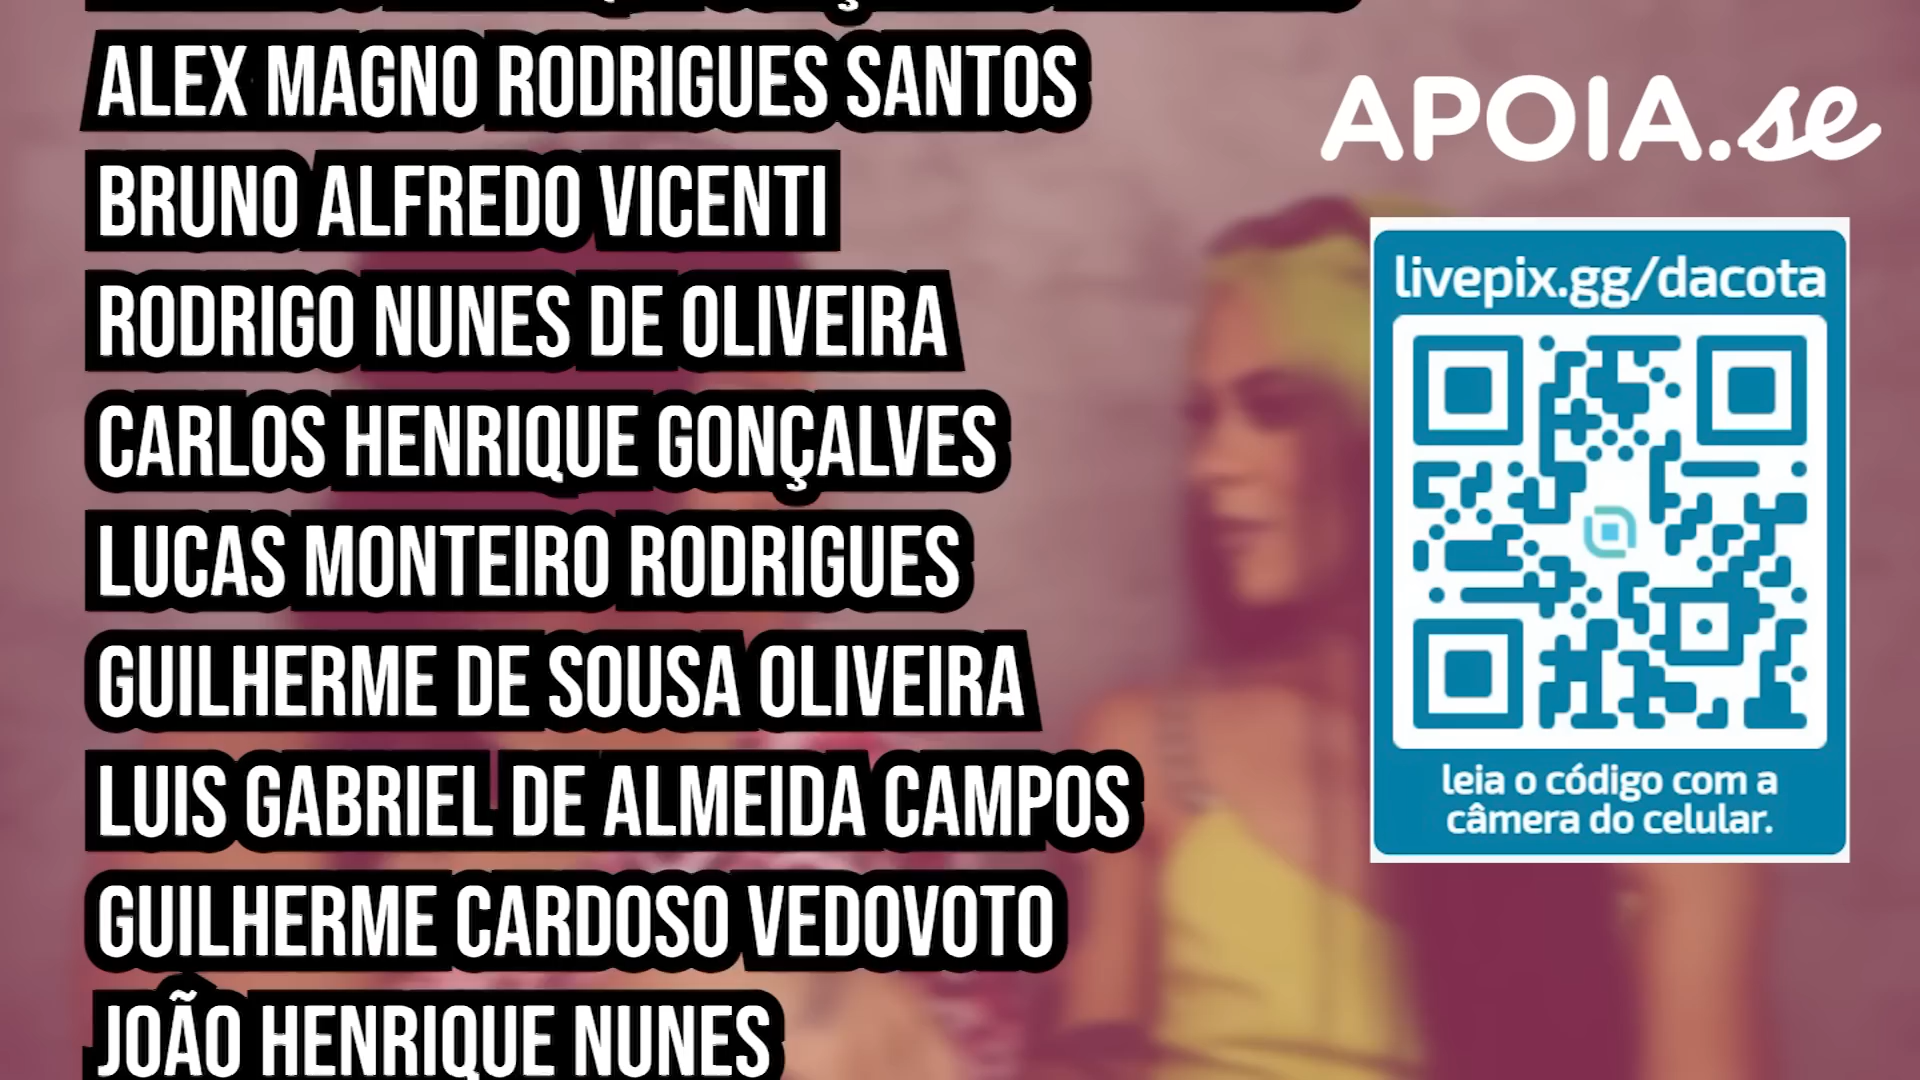 ALEX MAGNO RODRIGUES SANTOS
BRUNO ALFREDO VICENTI
RODRIGO NUNES DE OLIVEIRA
CARLOS HENRIQUE GONÇALVES
LUCAS MONTEIRO RODRIGUES
GUILHERME DE SOUSA OLIVEIRA
LUIS GABRIEL DE ALMEIDA CAMPOS
GUILHERME CARDOSO VEDOVOTO
JOÃO HENRIQUE NUNES
APOIA.se
livepix.gg/dacota
leia o código com a
câmera do celular.